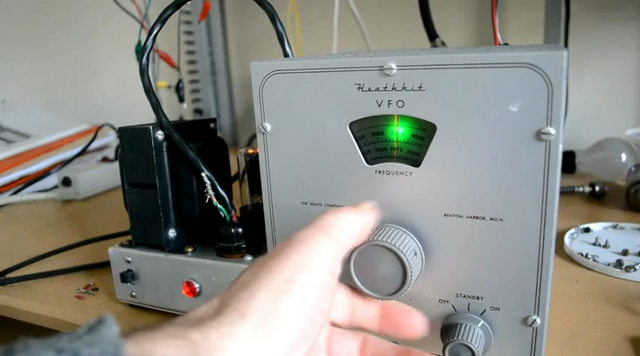 Heathkit
VFO
FREQUENCY
THE HEATH COMPANY
BENTON HARBOR, MICH.
STANDBY
OFF
ON